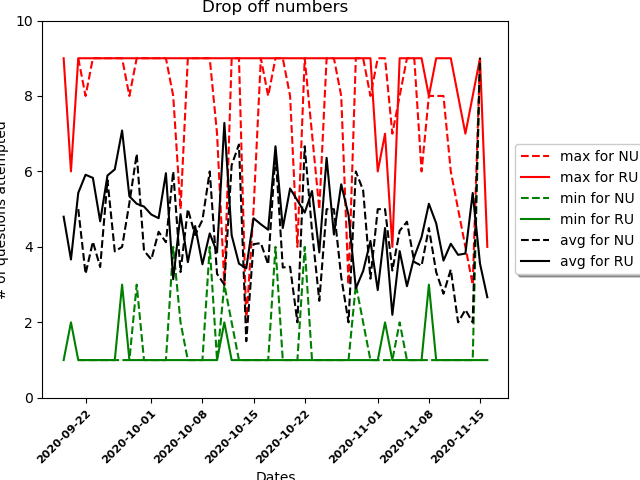 Drop off numbers
10
8
6
4
2
0
# of questions attempted
2020-09-22
2020-10-01
2020-10-08
2020-10-15
2020-10-22
2020-11-01
2020-11-08
2020-11-15
Dates
max for NU
max for RU
min for NU
min for RU
avg for NU
avg for RU